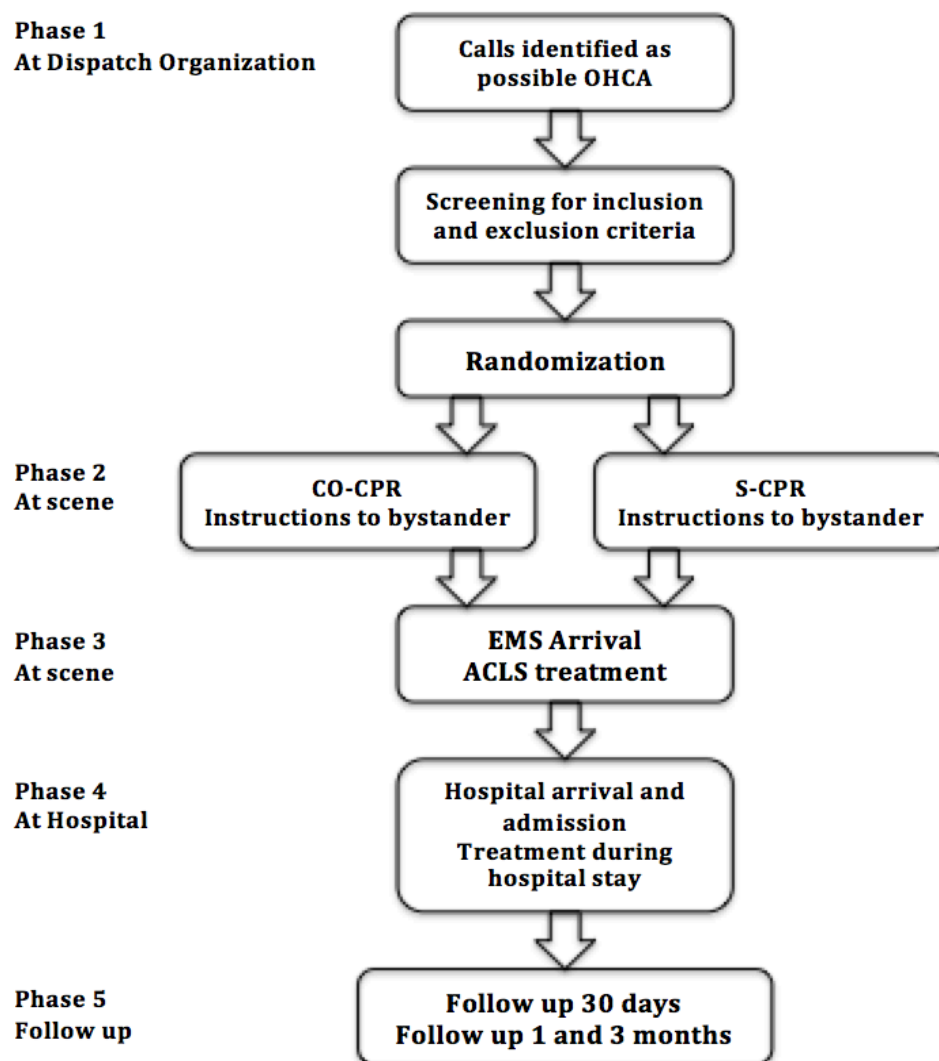 Phase 1
At Dispatch Organization
Calls identified as
possible OHCA
Screening for inclusion
and exclusion criteria
Randomization
Phase 2
At scene
CO-CPR
Instructions to bystander
S-CPR
Instructions to bystander
Phase 3
At scene
EMS Arrival
ACLS treatment
Phase 4
At Hospital
Hospital arrival and
admission
Treatment during
hospital stay
Phase 5
Follow up
Follow up 30 days
Follow up 1 and 3 months